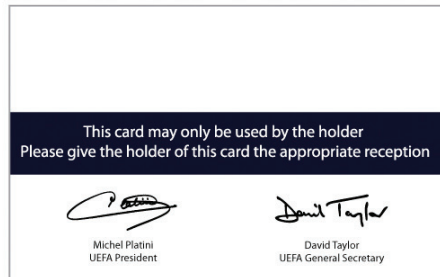 This card may only be used by the holder
Please give the holder of this card the appropriate reception
David Taylor
Michel Platini
David Taylor
UEFA President
UEFA General Secretary